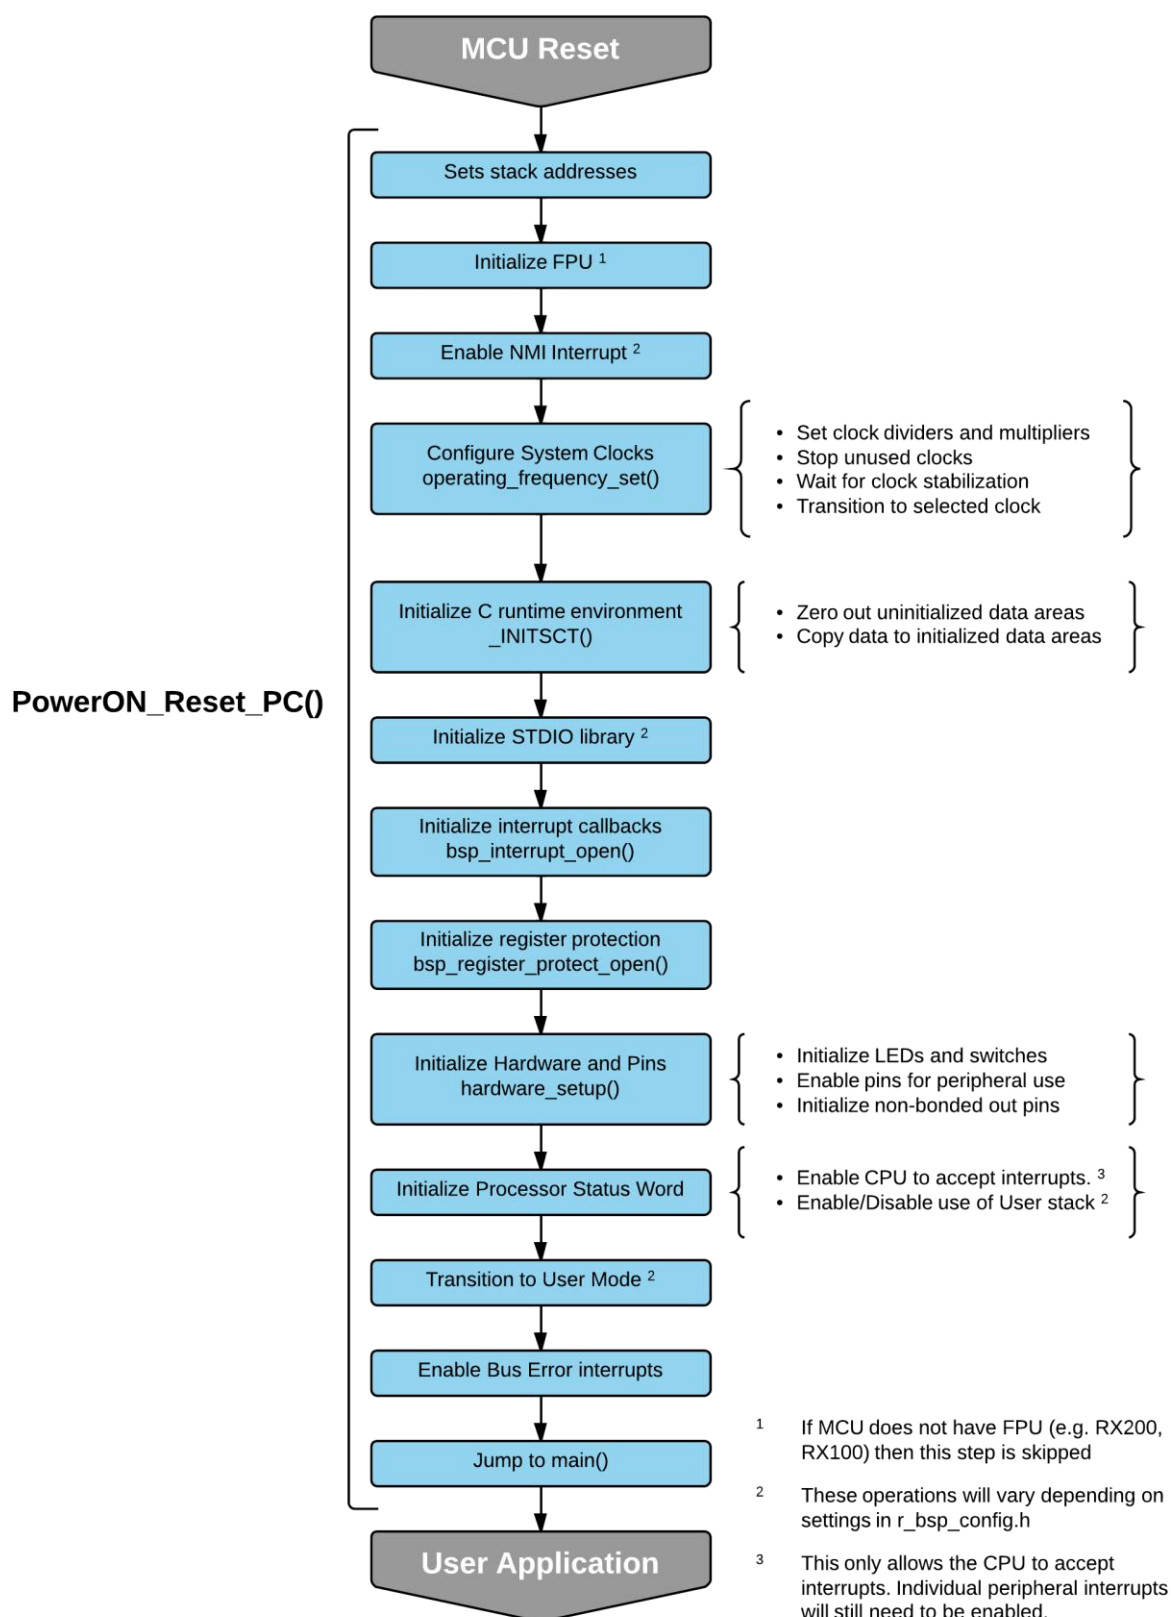 MCU Reset
Sets stack addresses
Initialize FPU ¹
Enable NMI Interrupt ²
Configure System Clocks
operating_frequency_set()
• Set clock dividers and multipliers
• Stop unused clocks
• Wait for clock stabilization
• Transition to selected clock
Initialize C runtime environment
_INITSCT()
• Zero out uninitialized data areas
• Copy data to initialized data areas
PowerON_Reset_PC()
Initialize STDIO library ²
Initialize interrupt callbacks
bsp_interrupt_open()
Initialize register protection
bsp_register_protect_open()
Initialize Hardware and Pins
hardware_setup()
• Initialize LEDs and switches
• Enable pins for peripheral use
• Initialize non-bonded out pins
Initialize Processor Status Word
• Enable CPU to accept interrupts. ³
• Enable/Disable use of User stack ²
Transition to User Mode ²
Enable Bus Error interrupts
Jump to main()
User Application
¹ If MCU does not have FPU (e.g. RX200,
RX100) then this step is skipped
² These operations will vary depending on
settings in r_bsp_config.h
³ This only allows the CPU to accept
interrupts. Individual peripheral interrupts
will still need to be enabled.